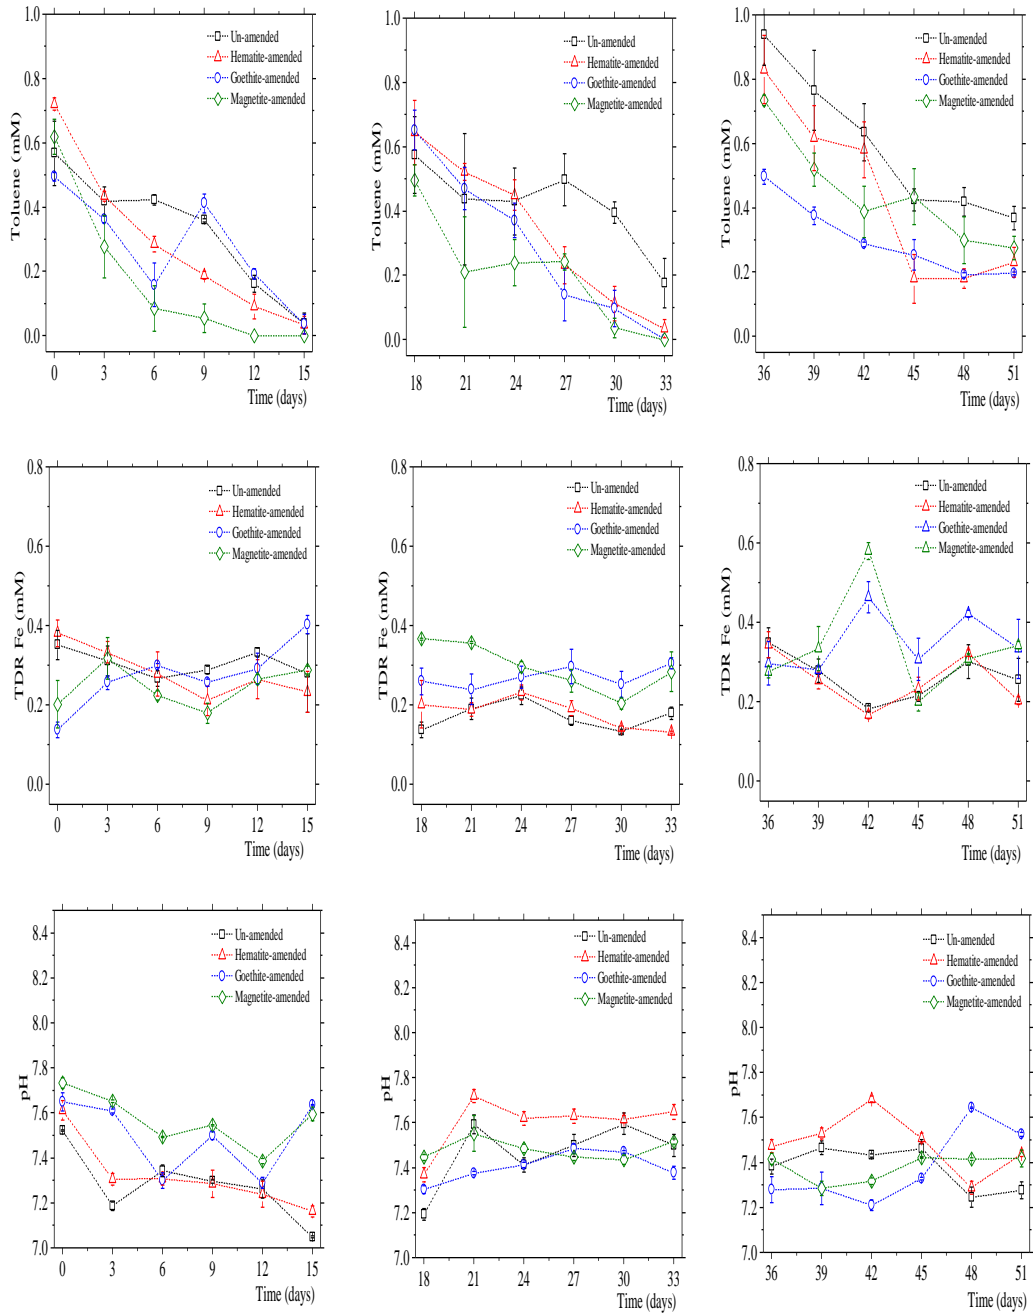 1.0
0.8
0.6
0.4
0.2
0.0
Toluene (mM)
Un-amended
Hematite-amended
Goethite-amended
Magnetite-amended
0 3 6 9 12 15
Time (days)
1.0
0.8
0.6
0.4
0.2
0.0
Toluene (mM)
Un-amended
Hematite-amended
Goethite-amended
Magnetite-amended
18 21 24 27 30 33
Time (days)
1.0
0.8
0.6
0.4
0.2
0.0
Toluene (mM)
Un-amended
Hematite-amended
Goethite-amended
Magnetite-amended
36 39 42 45 48 51
Time (days)
0.8
0.6
0.4
0.2
0.0
TDR Fe (mM)
Un-amended
Hematite-amended
Goethite-amended
Magnetite-amended
0 3 6 9 12 15
Time (days)
0.8
0.6
0.4
0.2
0.0
TDR Fe (mM)
Un-amended
Hematite-amended
Goethite-amended
Magnetite-amended
18 21 24 27 30 33
Time (days)
0.8
0.6
0.4
0.2
0.0
TDR Fe (mM)
Un-amended
Hematite-amended
Goethite-amended
Magnetite-amended
36 39 42 45 48 51
Time (days)
8.4
8.2
8.0
7.8
7.6
7.4
7.2
7.0
pH
Un-amended
Hematite-amended
Goethite-amended
Magnetite-amended
0 3 6 9 12 15
Time (days)
8.4
8.2
8.0
7.8
7.6
7.4
7.2
7.0
pH
Un-amended
Hematite-amended
Goethite-amended
Magnetite-amended
18 21 24 27 30 33
Time (days)
8.4
8.2
8.0
7.8
7.6
7.4
7.2
7.0
pH
Un-amended
Hematite-amended
Goethite-amended
Magnetite-amended
36 39 42 45 48 51
Time (days)